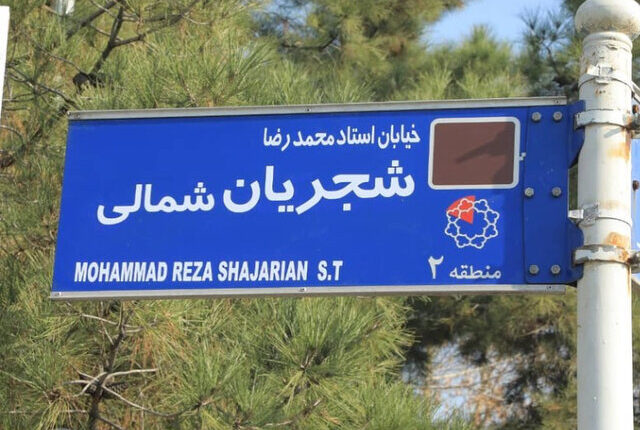 خیابان استاد محمد رضا
شجریان شمالی
MOHAMMAD REZA SHAJARIAN S.T
منطقه ۲